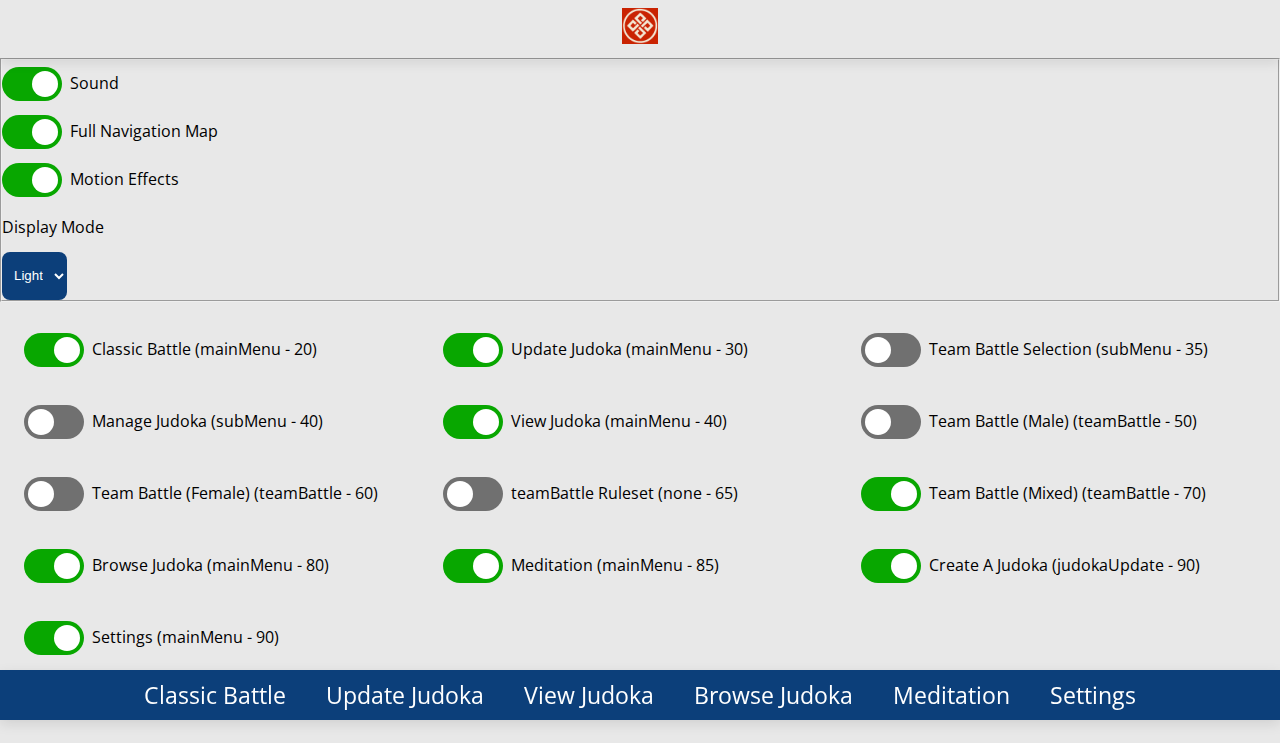 Sound
Full Navigation Map
Motion Effects
Display Mode
Light
Classic Battle (mainMenu - 20)
Update Judoka (mainMenu - 30)
Team Battle Selection (subMenu - 35)
Manage Judoka (subMenu - 40)
View Judoka (mainMenu - 40)
Team Battle (Male) (teamBattle - 50)
Team Battle (Female) (teamBattle - 60)
teamBattle Ruleset (none - 65)
Team Battle (Mixed) (teamBattle - 70)
Browse Judoka (mainMenu - 80)
Meditation (mainMenu - 85)
Create A Judoka (judokaUpdate - 90)
Settings (mainMenu - 90)
Classic Battle Update Judoka View Judoka Browse Judoka Meditation Settings